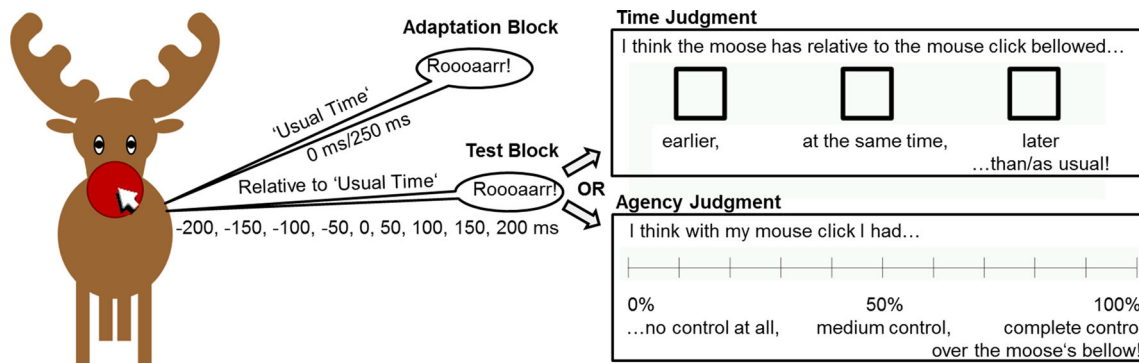 Adaptation Block
Roooaarr!
‚Usual Time‘
0 ms/250 ms
Test Block
Relative to ‚Usual Time‘
Roooaarr!
OR
-200, -150, -100, -50, 0, 50, 100, 150, 200 ms
Time Judgment
I think the moose has relative to the mouse click bellowed…
earlier,
at the same time,
later
…than/as usual!
Agency Judgment
I think with my mouse click I had…
0%
50%
100%
…no control at all,
medium control,
complete control
over the moose‘s bellow!